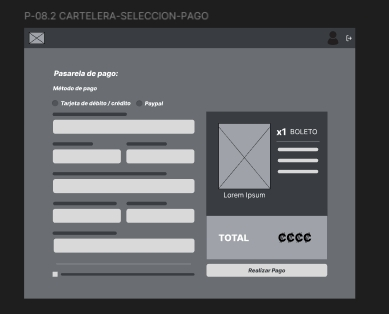 P-08.2 CARTELERA-SELECCION-PAGO
Pasarela de pago:
Método de pago
Tarjeta de débito / crédito Paypal
x1 BOLETO
Lorem Ipsum
TOTAL ₡₡₡₡
Realizar Pago